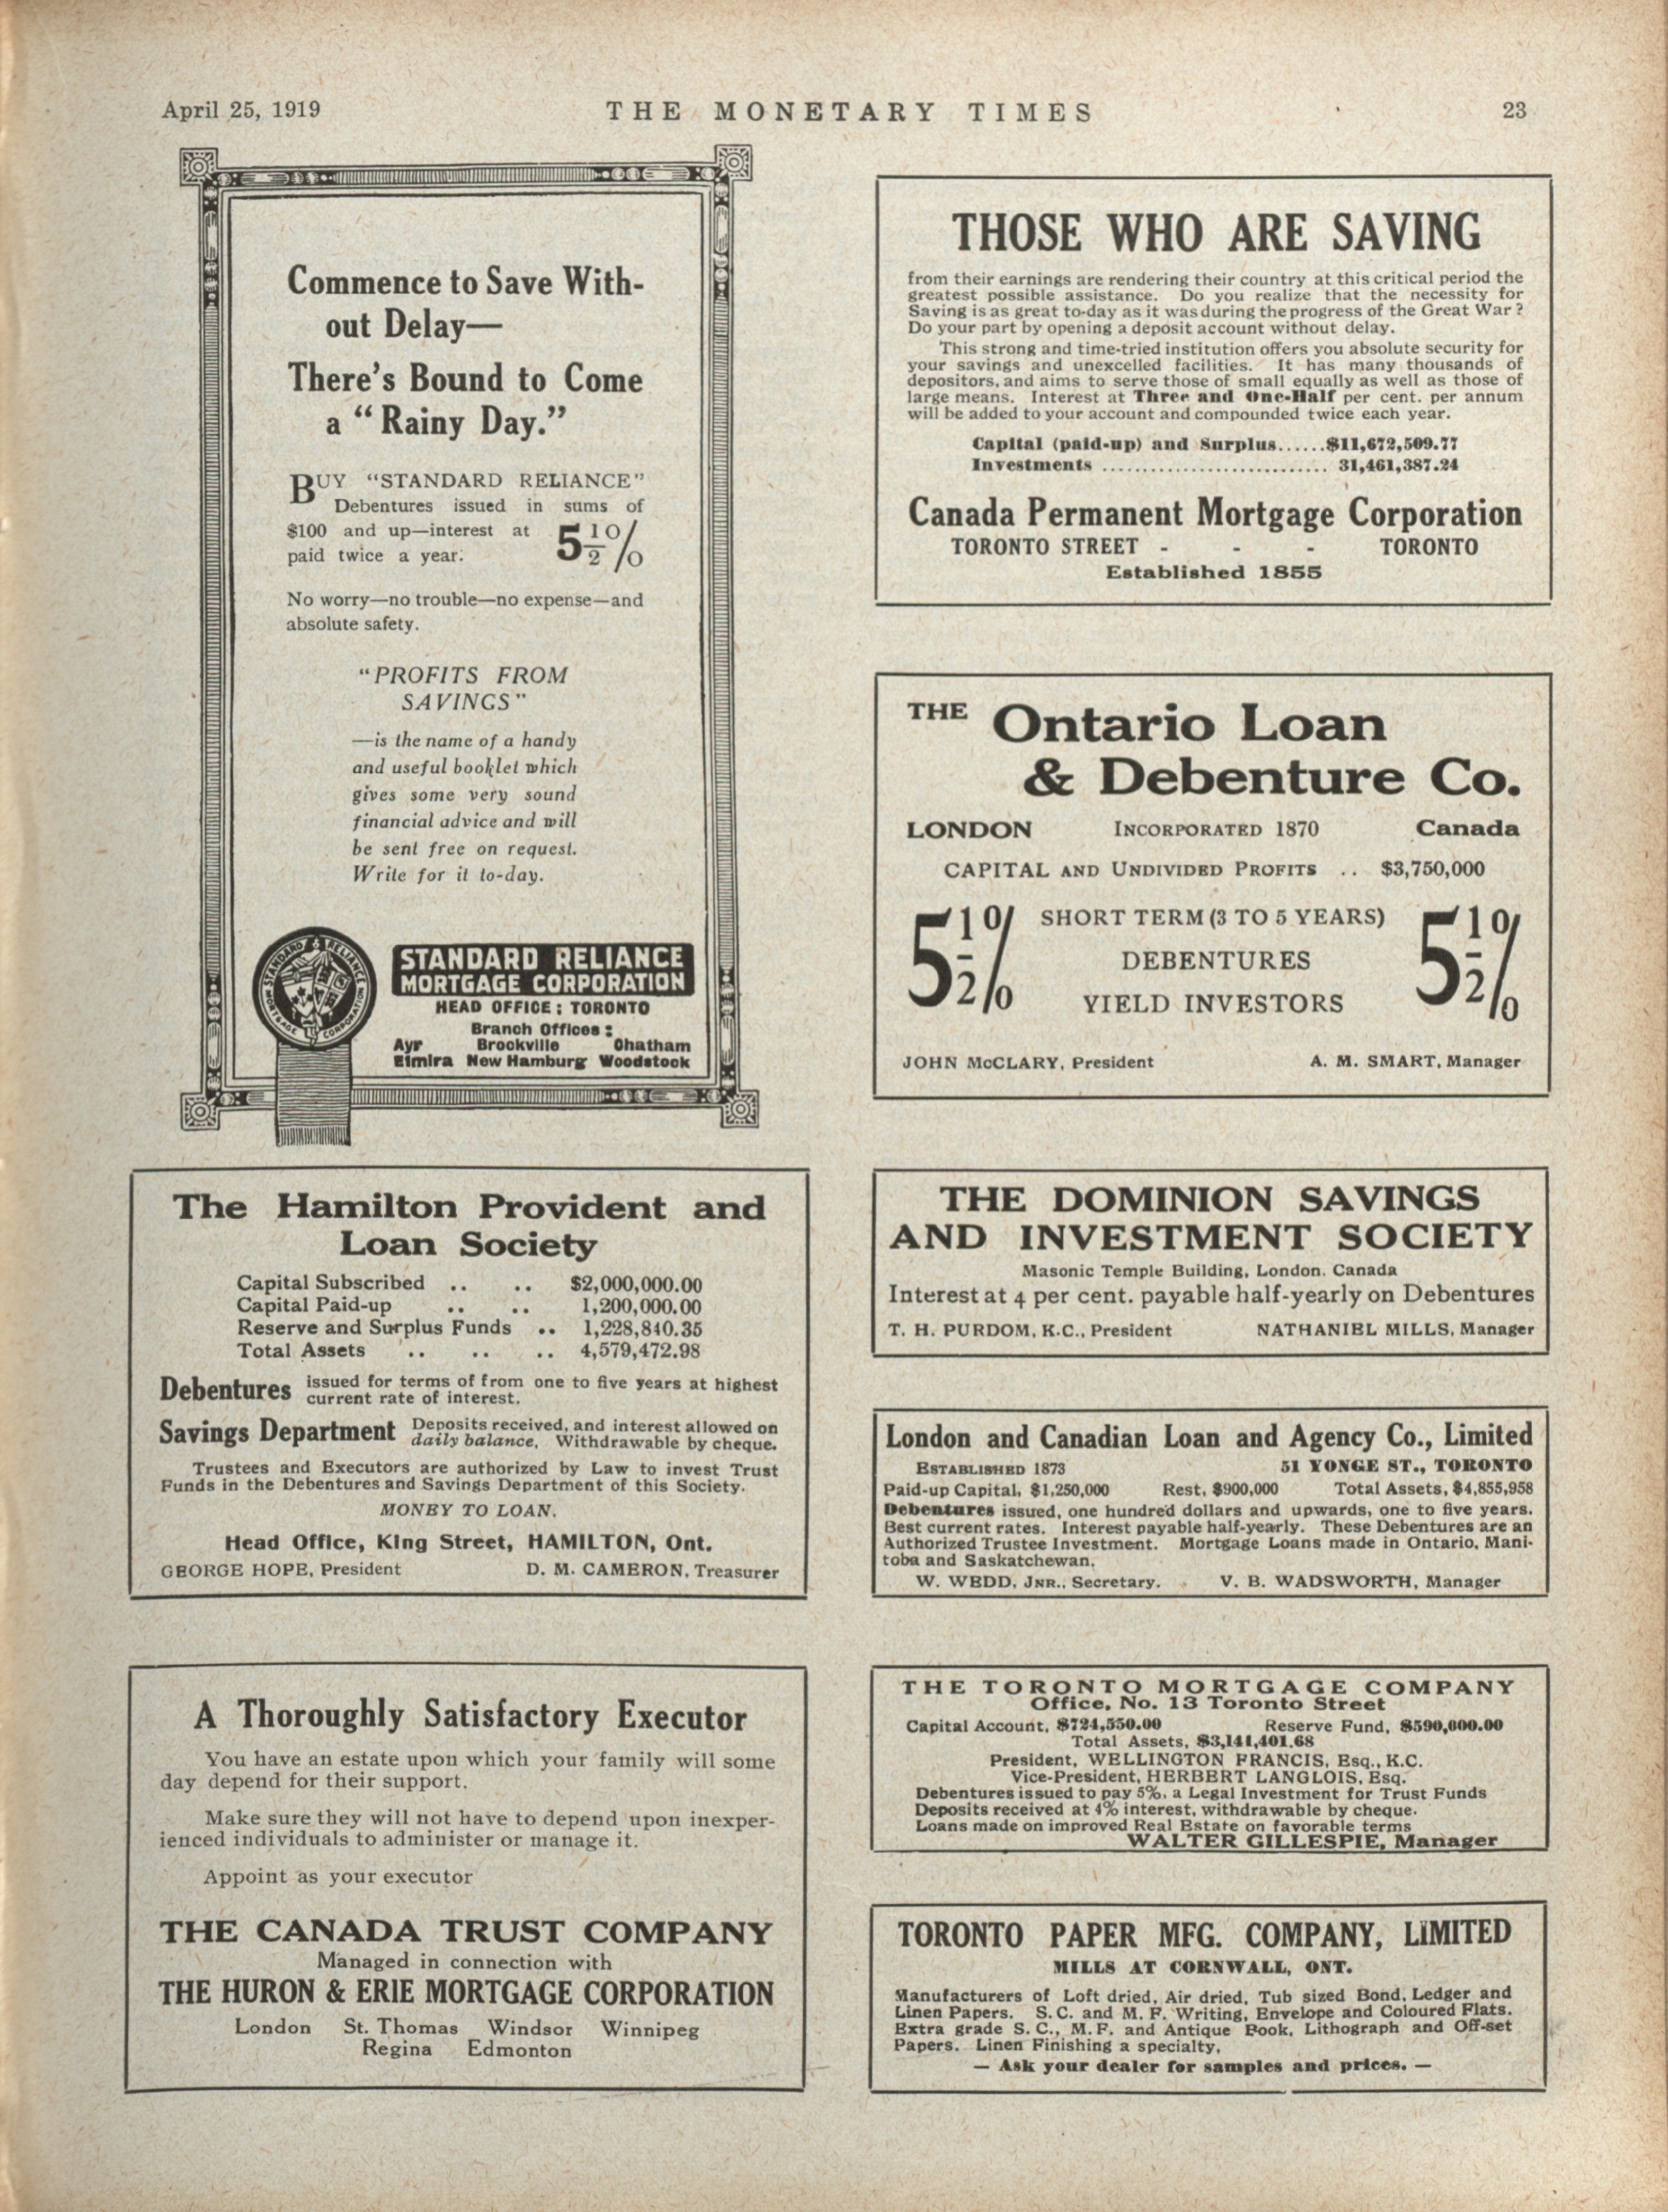 April 25, 1919
THE MONETARY TIMES
23
Commence to Save With-
out Delay—
There's Bound to Come
a "Rainy Day."
BUY "STANDARD RELIANCE"
Debentures issued in sums of
$100 and up—interest at 5½%
paid twice a year.
No worry—no trouble—no expense—and
absolute safety.
"PROFITS FROM
SAVINGS"
—is the name of a handy
and useful booklet which
gives some very sound
financial advice and will
be sent free on request.
Write for it to-day.
STANDARD & RELIANCE MORTGAGE CORPORATION
STANDARD RELIANCE
MORTGAGE CORPORATION
HEAD OFFICE: TORONTO
Branch Offices:
Ayr Brockville Chatham
Elmira New Hamburg Woodstock
The Hamilton Provident and
Loan Society
Capital Subscribed .. .. $2,000,000.00
Capital Paid-up .. .. 1,200,000.00
Reserve and Surplus Funds .. 1,228,840.35
Total Assets .. .. .. 4,579,472.98
Debentures issued for terms of from one to five years at highest
current rate of interest.
Savings Department Deposits received, and interest allowed on
daily balance. Withdrawable by cheque.
Trustees and Executors are authorized by Law to invest Trust
Funds in the Debentures and Savings Department of this Society.
MONEY TO LOAN.
Head Office, King Street, HAMILTON, Ont.
GEORGE HOPE, President D. M. CAMERON, Treasurer
A Thoroughly Satisfactory Executor
You have an estate upon which your family will some
day depend for their support.
Make sure they will not have to depend upon inexper-
ienced individuals to administer or manage it.
Appoint as your executor
THE CANADA TRUST COMPANY
Managed in connection with
THE HURON & ERIE MORTGAGE CORPORATION
London St. Thomas Windsor Winnipeg
Regina Edmonton
THOSE WHO ARE SAVING
from their earnings are rendering their country at this critical period the
greatest possible assistance. Do you realize that the necessity for
Saving is as great to-day as it was during the progress of the Great War?
Do your part by opening a deposit account without delay.
This strong and time-tried institution offers you absolute security for
your savings and unexcelled facilities. It has many thousands of
depositors, and aims to serve those of small equally as well as those of
large means. Interest at Three and One-Half per cent. per annum
will be added to your account and compounded twice each year.
Capital (paid-up) and Surplus......$11,672,509.77
Investments ............................ 31,461,387.24
Canada Permanent Mortgage Corporation
TORONTO STREET - - - TORONTO
Established 1855
THE Ontario Loan
& Debenture Co.
LONDON INCORPORATED 1870 Canada
CAPITAL AND UNDIVIDED PROFITS .. $3,750,000
5½% SHORT TERM (3 TO 5 YEARS) 5½%
DEBENTURES
YIELD INVESTORS
JOHN McCLARY, President A. M. SMART, Manager
THE DOMINION SAVINGS
AND INVESTMENT SOCIETY
Masonic Temple Building, London, Canada
Interest at 4 per cent. payable half-yearly on Debentures
T. H. PURDOM, K.C., President NATHANIEL MILLS, Manager
London and Canadian Loan and Agency Co., Limited
ESTABLISHED 1873 51 YONGE ST., TORONTO
Paid-up Capital, $1,250,000 Rest, $900,000 Total Assets, $4,855,958
Debentures issued, one hundred dollars and upwards, one to five years.
Best current rates. Interest payable half-yearly. These Debentures are an
Authorized Trustee Investment. Mortgage Loans made in Ontario, Mani-
toba and Saskatchewan.
W. WEDD, JNR., Secretary. V. B. WADSWORTH, Manager
THE TORONTO MORTGAGE COMPANY
Office, No. 13 Toronto Street
Capital Account, $724,550.00 Reserve Fund, $590,000.00
Total Assets, $3,141,401.68
President, WELLINGTON FRANCIS, Esq., K.C.
Vice-President, HERBERT LANGLOIS, Esq.
Debentures issued to pay 5%, a Legal Investment for Trust Funds
Deposits received at 4% interest, withdrawable by cheque.
Loans made on improved Real Estate on favorable terms
WALTER GILLESPIE, Manager
TORONTO PAPER MFG. COMPANY, LIMITED
MILLS AT CORNWALL, ONT.
Manufacturers of Loft dried, Air dried, Tub sized Bond, Ledger and
Linen Papers. S. C. and M. F. Writing, Envelope and Coloured Flats.
Extra grade S. C., M. F. and Antique Book, Lithograph and Off-set
Papers. Linen Finishing a specialty.
— Ask your dealer for samples and prices. —